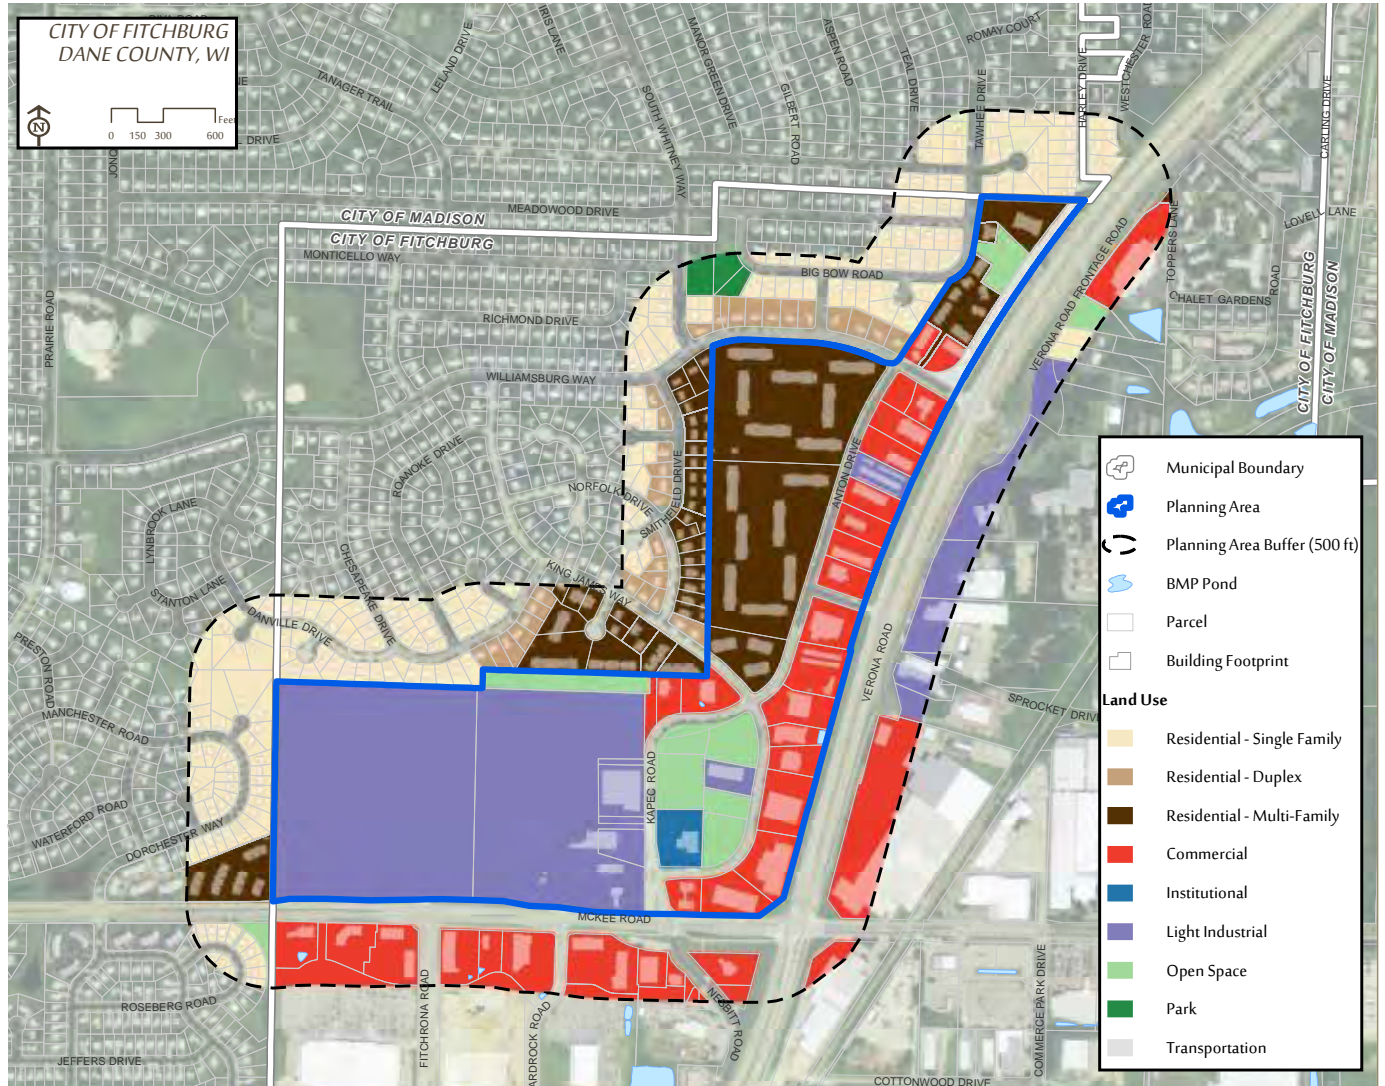 CITY OF FITCHBURG
DANE COUNTY, WI
N
0 150 300 600 Feet
TANAGER TRAIL
LELAND DRIVE
IRIS LANE
SOUTH WHITNEY WAY
MANOR GREEN DRIVE
GILBERT ROAD
ASPEN ROAD
TEAL DRIVE
ROMAY COURT
TAWHEE DRIVE
HARLEY DRIVE
WESTCHESTER ROAD
CARLING DRIVE
DRIVE
MEADOWOOD DRIVE
CITY OF MADISON
CITY OF FITCHBURG
MONTICELLO WAY
BIG BOW ROAD
VERONA ROAD FRONTAGE ROAD
TOPPERS LANE
LOVELL LANE
CHALET GARDENS ROAD
CITY OF FITCHBURG
CITY OF MADISON
PRAIRIE ROAD
RICHMOND DRIVE
WILLIAMSBURG WAY
ROANOKE DRIVE
NORFOLK DRIVE
SMITHFIELD DRIVE
ANTON DRIVE
LYNBROOK LANE
STANTON LANE
CHESAPEAKE DRIVE
KING JAMES WAY
DANVILLE DRIVE
PRESTON ROAD
MANCHESTER ROAD
VERONA ROAD
SPROCKET DRIVE
WATERFORD ROAD
DORCHESTER WAY
KAPEC ROAD
MCKEE ROAD
ROSEBERG ROAD
JEFFERS DRIVE
FITCHRONA ROAD
ARDROCK ROAD
NESBITT ROAD
COMMERCE PARK DRIVE
COTTONWOOD DRIVE
Municipal Boundary
Planning Area
Planning Area Buffer (500 ft)
BMP Pond
Parcel
Building Footprint
Land Use
Residential - Single Family
Residential - Duplex
Residential - Multi-Family
Commercial
Institutional
Light Industrial
Open Space
Park
Transportation